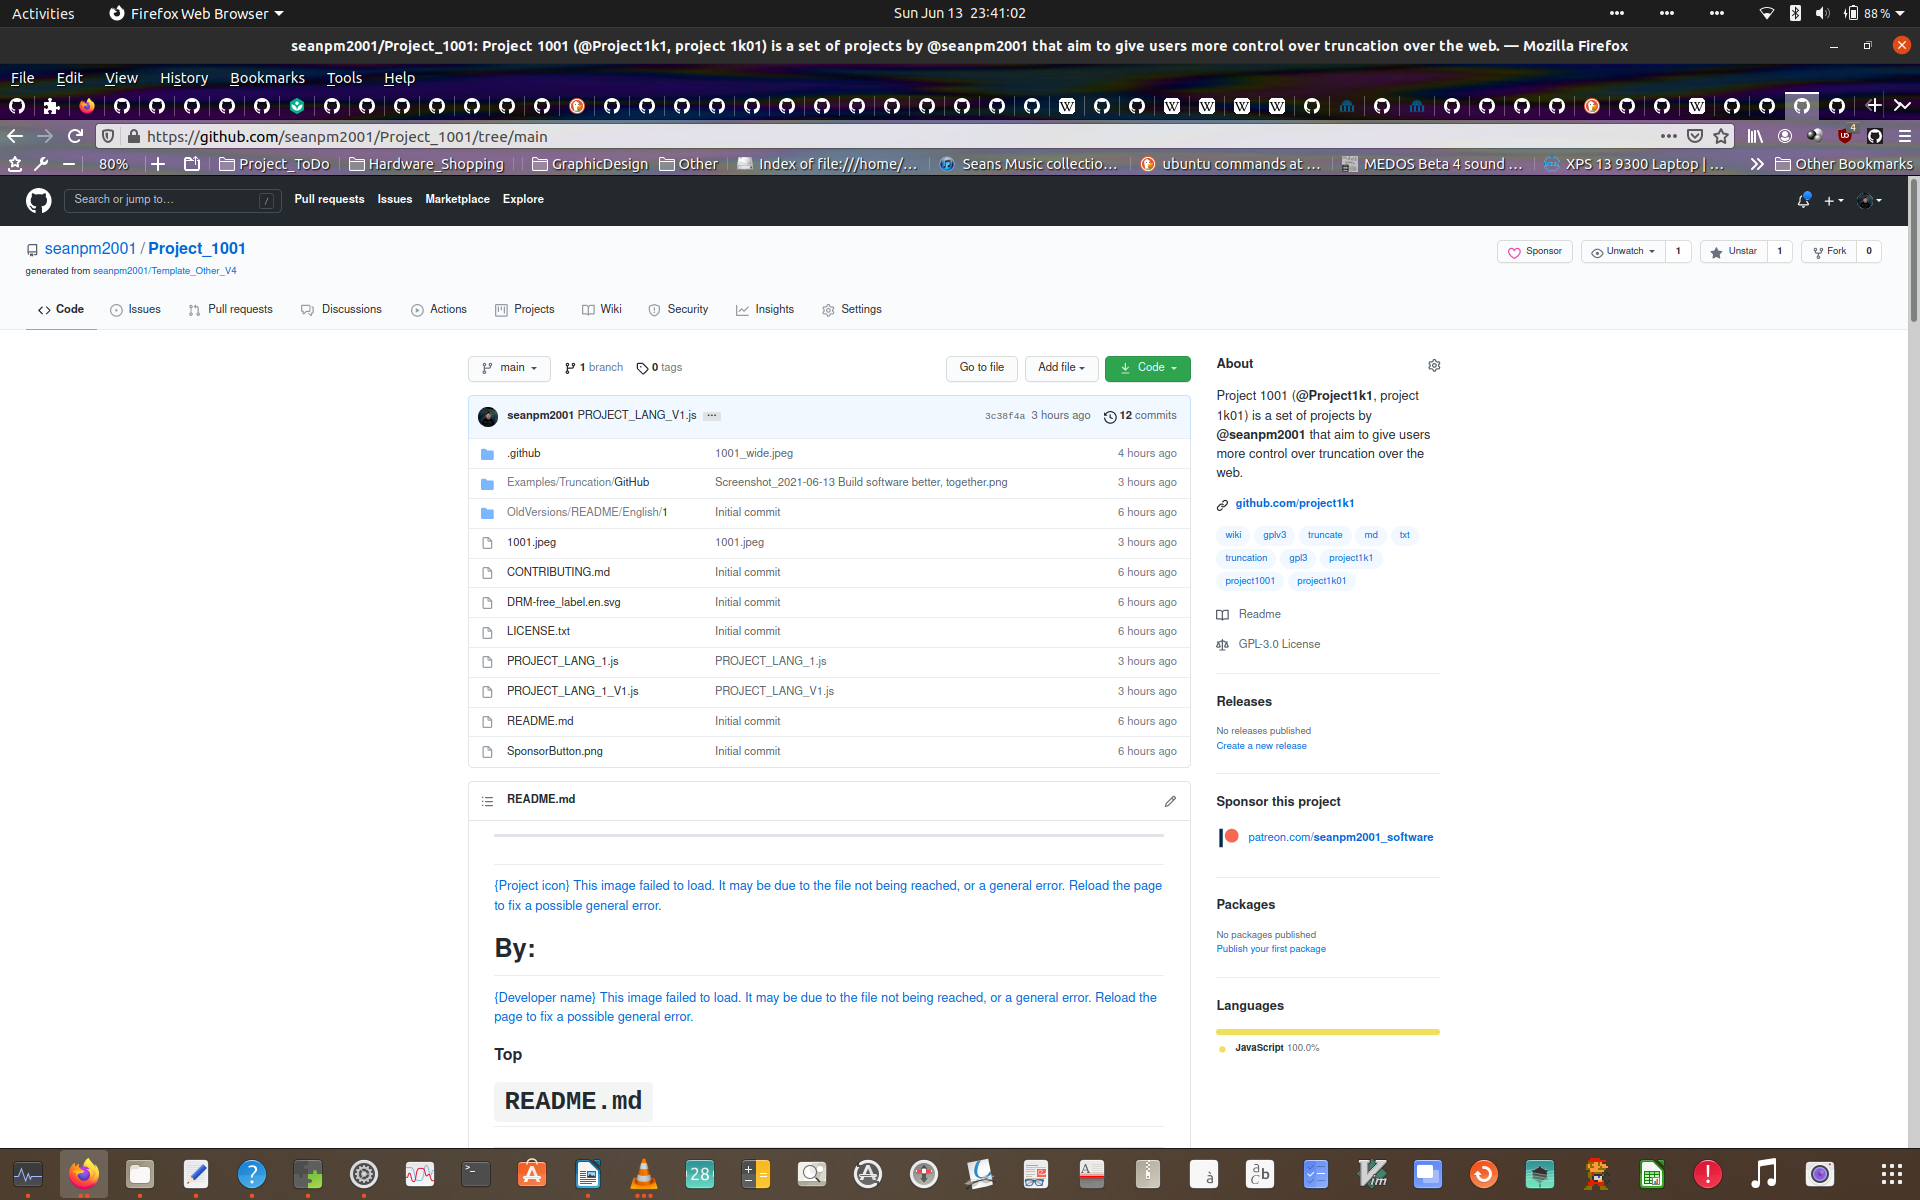 Activities Firefox Web Browser Sun Jun 13 23:41:02 88 %
seanpm2001/Project_1001: Project 1001 (@Project1k1, project 1k01) is a set of projects by @seanpm2001 that aim to give users more control over truncation over the web. — Mozilla Firefox
File Edit View History Bookmarks Tools Help
https://github.com/seanpm2001/Project_1001/tree/main
80% Project_ToDo Hardware_Shopping GraphicDesign Other Index of file:///home/... Seans Music collectio... ubuntu commands at ... MEDOS Beta 4 sound ... XPS 13 9300 Laptop | ... Other Bookmarks
Search or jump to... / Pull requests Issues Marketplace Explore
seanpm2001 / Project_1001 Sponsor Unwatch 1 Unstar 1 Fork 0
generated from seanpm2001/Template_Other_V4
Code Issues Pull requests Discussions Actions Projects Wiki Security Insights Settings
main 1 branch 0 tags Go to file Add file Code
seanpm2001 PROJECT_LANG_V1.js ... 3c38f4a 3 hours ago 12 commits
.github 1001_wide.jpeg 4 hours ago
Examples/Truncation/GitHub Screenshot_2021-06-13 Build software better, together.png 3 hours ago
OldVersions/README/English/1 Initial commit 6 hours ago
1001.jpeg 1001.jpeg 3 hours ago
CONTRIBUTING.md Initial commit 6 hours ago
DRM-free_label.en.svg Initial commit 6 hours ago
LICENSE.txt Initial commit 6 hours ago
PROJECT_LANG_1.js PROJECT_LANG_1.js 3 hours ago
PROJECT_LANG_1_V1.js PROJECT_LANG_V1.js 3 hours ago
README.md Initial commit 6 hours ago
SponsorButton.png Initial commit 6 hours ago
README.md
{Project icon} This image failed to load. It may be due to the file not being reached, or a general error. Reload the page
to fix a possible general error.
By:
{Developer name} This image failed to load. It may be due to the file not being reached, or a general error. Reload the
page to fix a possible general error.
Top
README.md
About
Project 1001 (@Project1k1, project
1k01) is a set of projects by
@seanpm2001 that aim to give users
more control over truncation over the
web.
github.com/project1k1
wiki gplv3 truncate md txt
truncation gpl3 project1k1
project1001 project1k01
Readme
GPL-3.0 License
Releases
No releases published
Create a new release
Sponsor this project
patreon.com/seanpm2001_software
Packages
No packages published
Publish your first package
Languages
JavaScript 100.0%
28